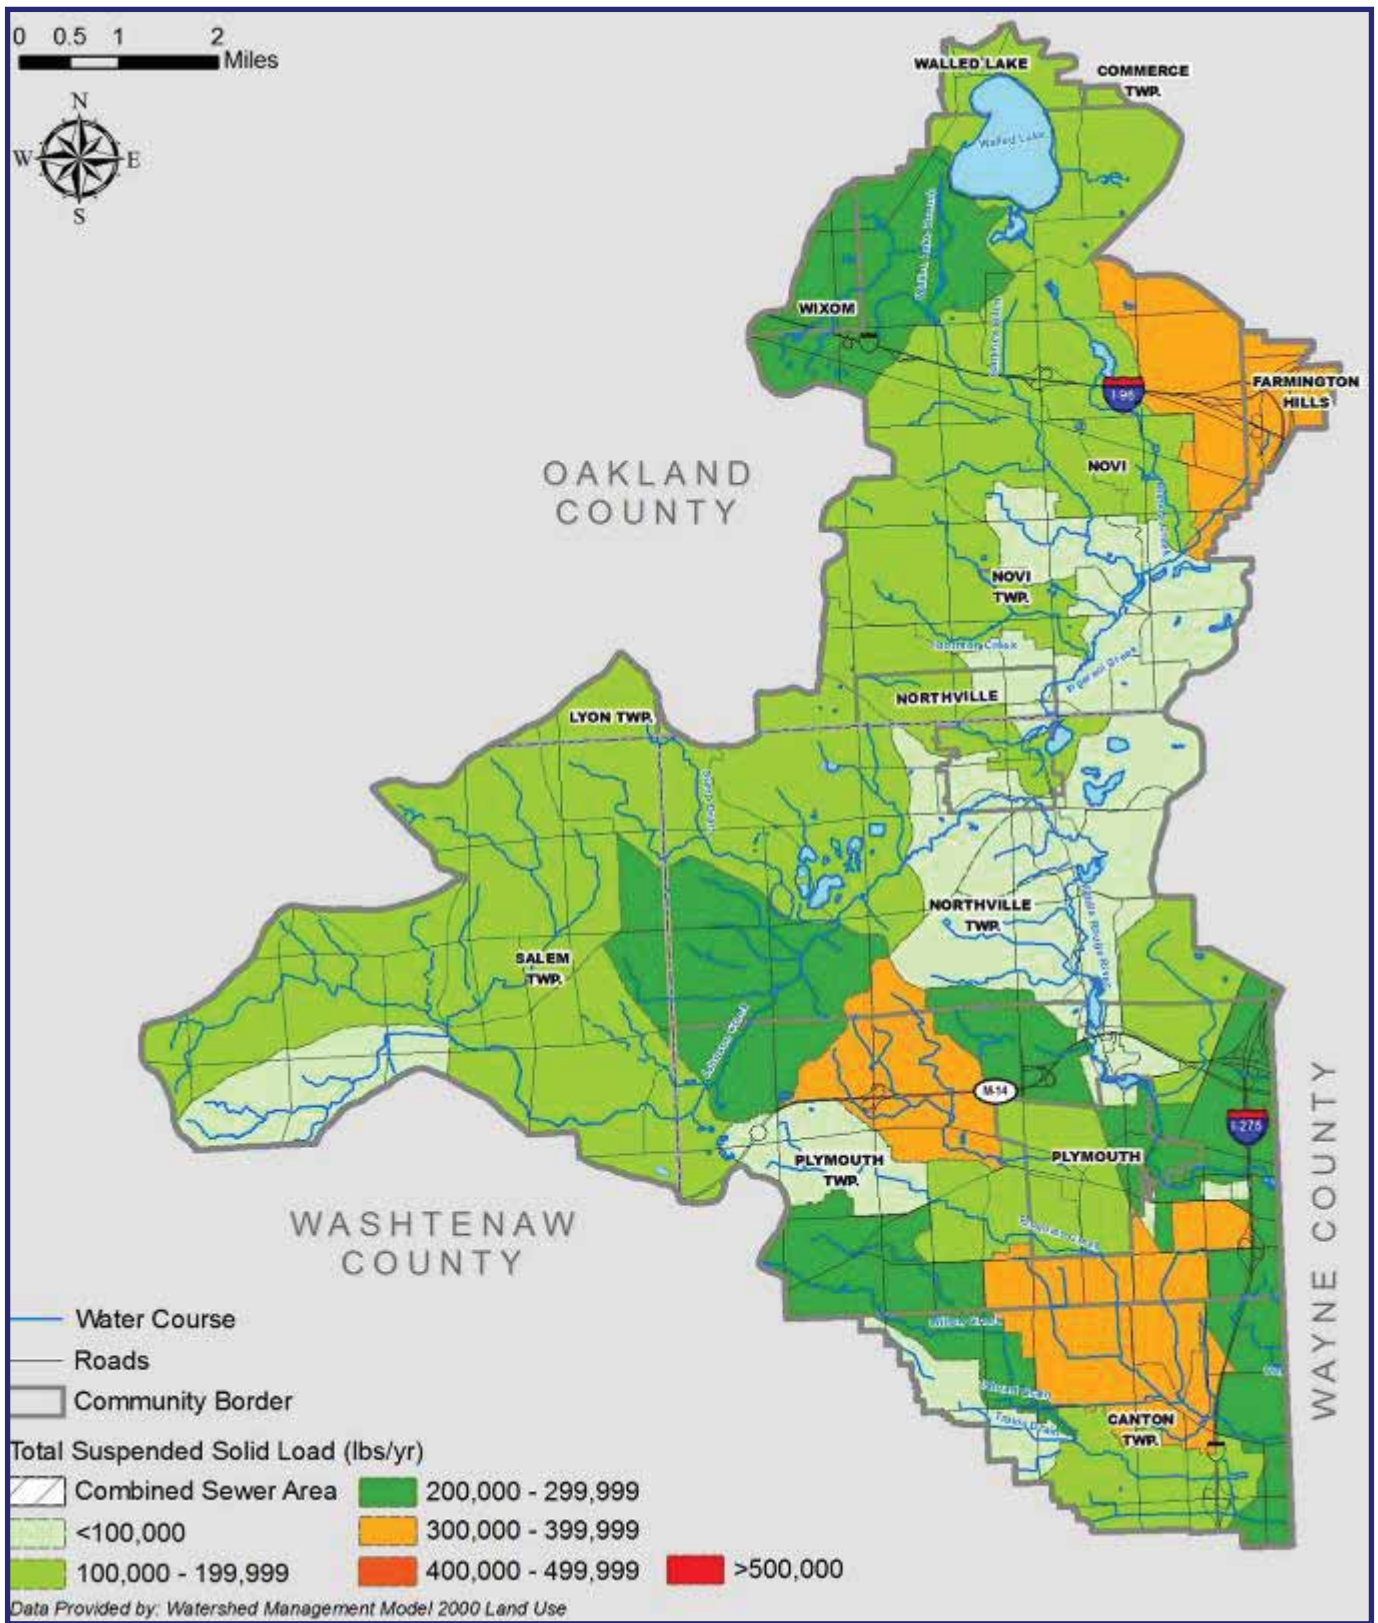 0 0.5 1 2
Miles
N
W E
S
WALLED LAKE
COMMERCE
TWP.
Walled Lake
WIXOM
FARMINGTON
HILLS
I-96
OAKLAND
COUNTY
NOVI
NOVI
TWP.
NORTHVILLE
LYON TWP.
NORTHVILLE
TWP.
SALEM
TWP.
Johnson Creek
M-14
I-275
PLYMOUTH
PLYMOUTH
TWP.
WASHTENAW
COUNTY
WAYNE COUNTY
CANTON
TWP.
Water Course
Roads
Community Border
Total Suspended Solid Load (lbs/yr)
Combined Sewer Area
<100,000
100,000 - 199,999
200,000 - 299,999
300,000 - 399,999
400,000 - 499,999
>500,000
Data Provided by: Watershed Management Model 2000 Land Use